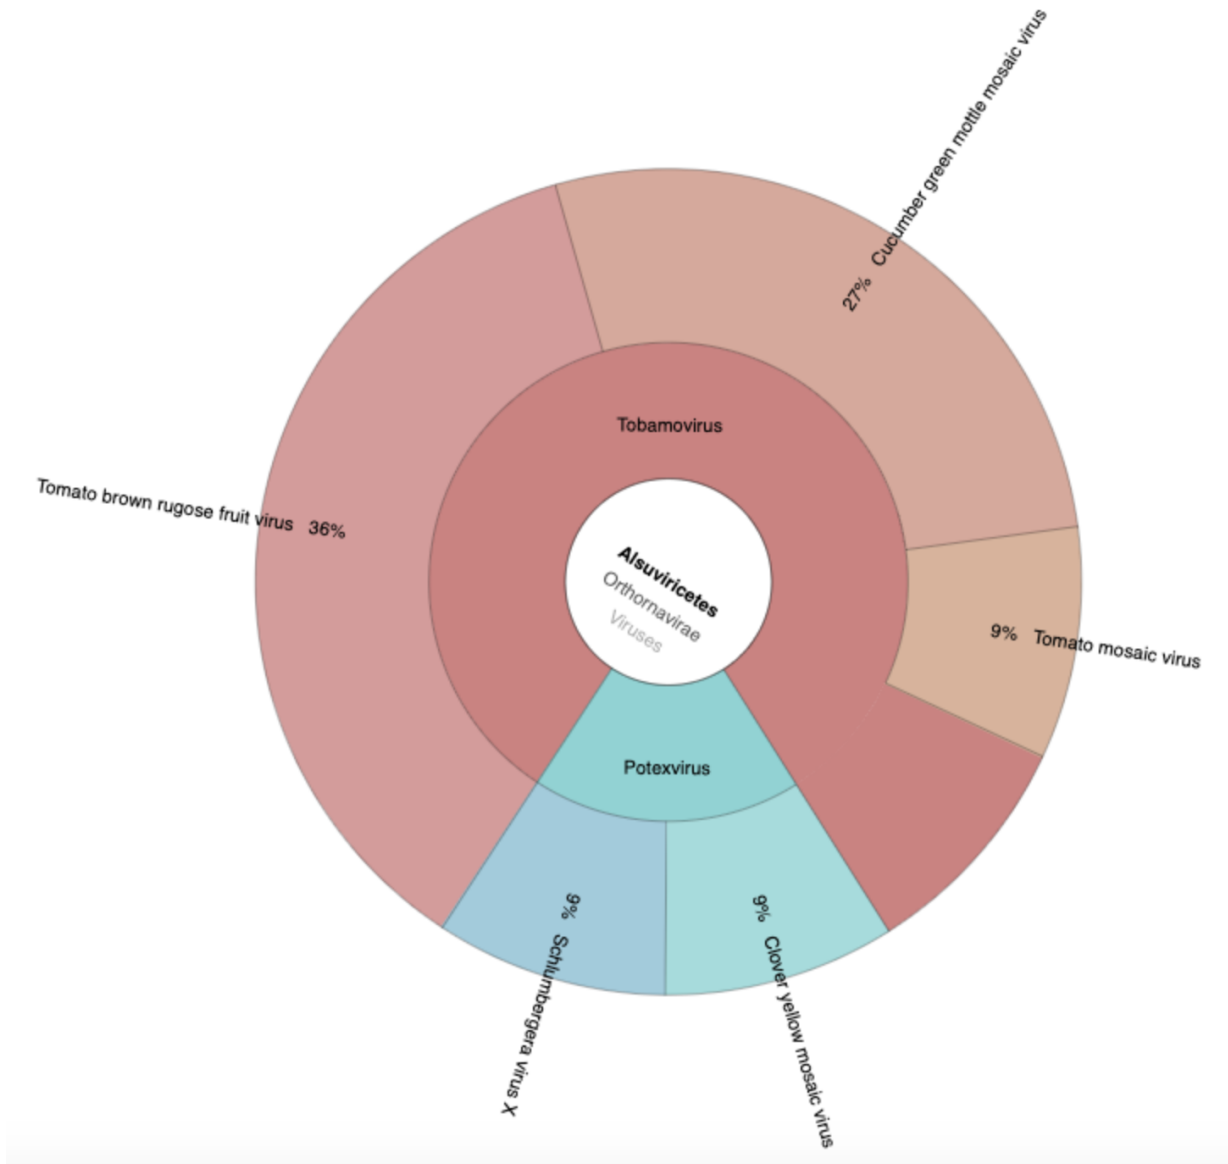 27% Cucumber green mottle mosaic virus
Tobamovirus
Tomato brown rugose fruit virus 36%
Alsuviricetes
Orthornavirae
Viruses
9% Tomato mosaic virus
Potexvirus
9% Schlumbergera virus X
9% Clover yellow mosaic virus